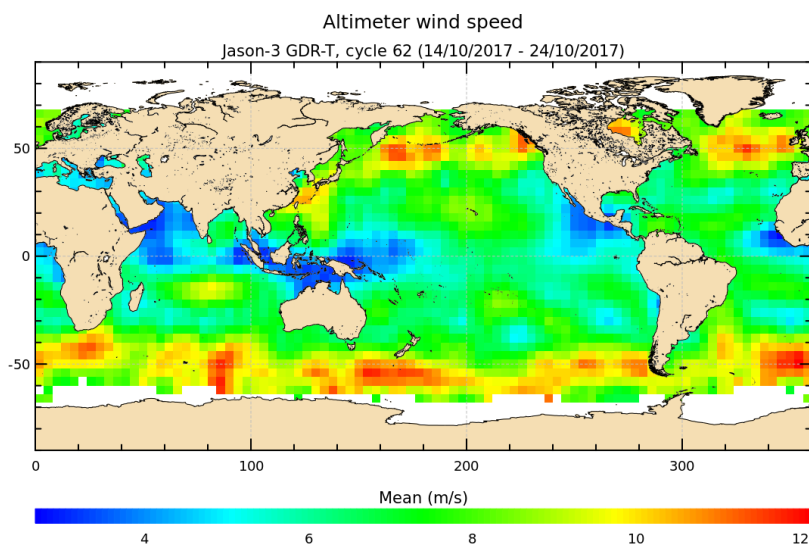 Altimeter wind speed
Jason-3 GDR-T, cycle 62 (14/10/2017 - 24/10/2017)
50
0
-50
0 100 200 300
Mean (m/s)
4 6 8 10 12